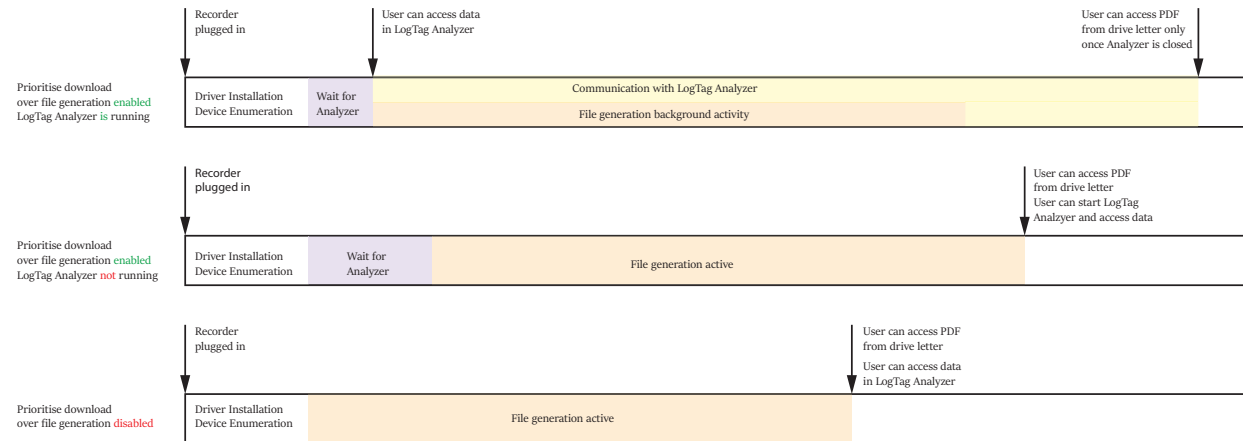 Recorder
plugged in
User can access data
in LogTag Analyzer
User can access PDF
from drive letter only
once Analyzer is closed
Prioritise download
over file generation enabled
LogTag Analyzer is running
Driver Installation
Device Enumeration
Wait for
Analyzer
Communication with LogTag Analyzer
File generation background activity
Recorder
plugged in
User can access PDF
from drive letter
User can start LogTag
Analzyer and access data
Prioritise download
over file generation enabled
LogTag Analyzer not running
Driver Installation
Device Enumeration
Wait for
Analyzer
File generation active
Recorder
plugged in
User can access PDF
from drive letter
User can access data
in LogTag Analyzer
Prioritise download
over file generation disabled
Driver Installation
Device Enumeration
File generation active